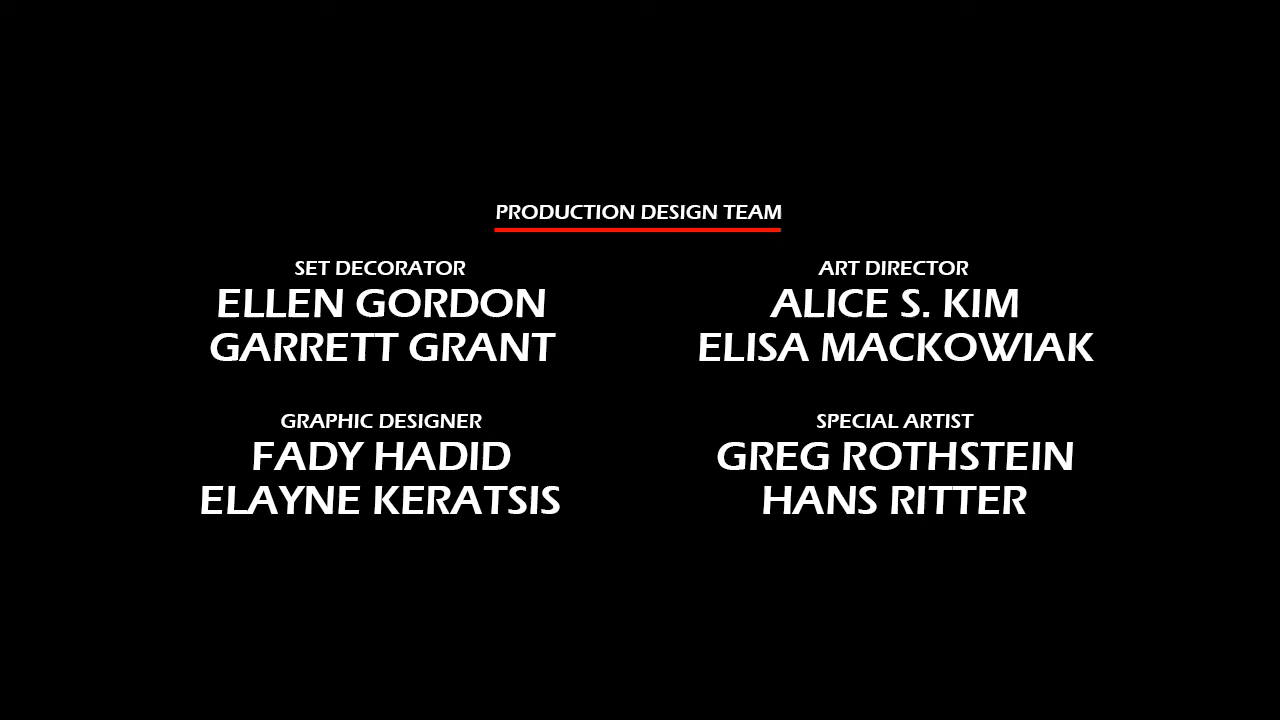 PRODUCTION DESIGN TEAM
SET DECORATOR
ELLEN GORDON
GARRETT GRANT
ART DIRECTOR
ALICE S. KIM
ELISA MACKOWIAK
GRAPHIC DESIGNER
FADY HADID
ELAYNE KERATSIS
SPECIAL ARTIST
GREG ROTHSTEIN
HANS RITTER